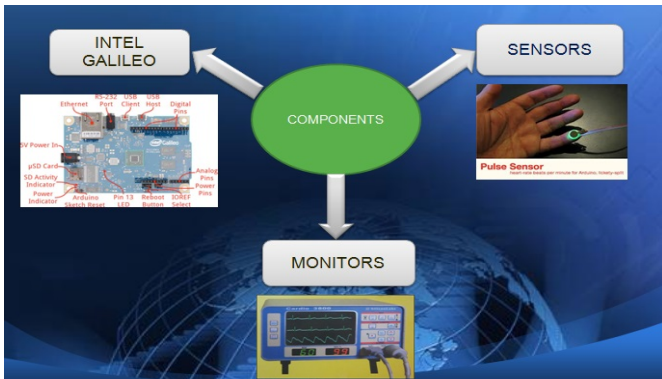 INTEL
GALILEO
SENSORS
COMPONENTS
RS-232
Port
USB
Client
USB
Host
Ethernet
Digital
Pins
5V Power In
µSD Card
SD Activity
Indicator
Power
Indicator
Arduino
Sketch Reset
Pin 13
LED
Reboot
Button
IOREF
Select
Analog
Pins
Power
Pins
Pulse Sensor
MONITORS
60
99